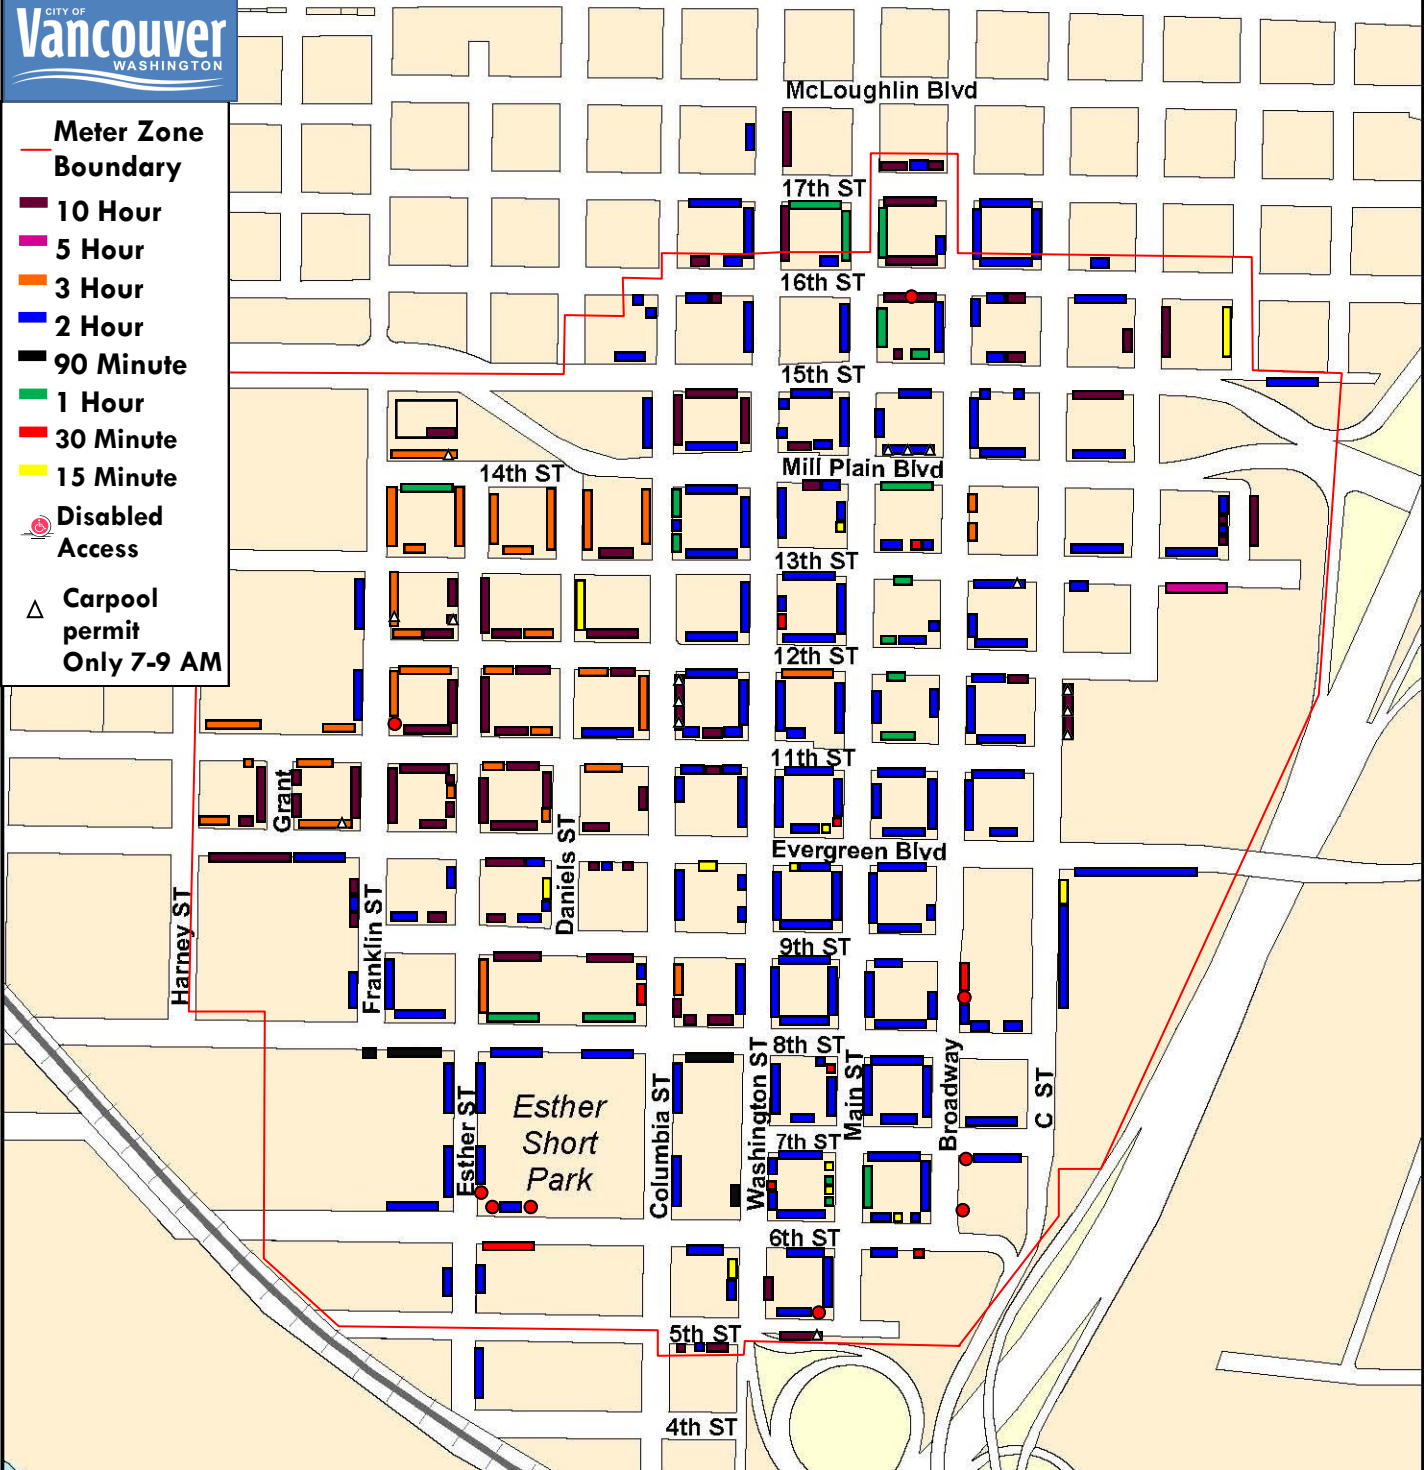 CITY OF
Vancouver
WASHINGTON
Meter Zone
Boundary
10 Hour
5 Hour
3 Hour
2 Hour
90 Minute
1 Hour
30 Minute
15 Minute
Disabled
Access
Carpool
permit
Only 7-9 AM
McLoughlin Blvd
17th ST
16th ST
15th ST
Mill Plain Blvd
14th ST
13th ST
12th ST
11th ST
Grant
Daniels ST
Evergreen Blvd
Harney ST
Franklin ST
9th ST
8th ST
Esther ST
Esther
Short
Park
Columbia ST
Washington ST
Main ST
Broadway
C ST
7th ST
6th ST
5th ST
4th ST